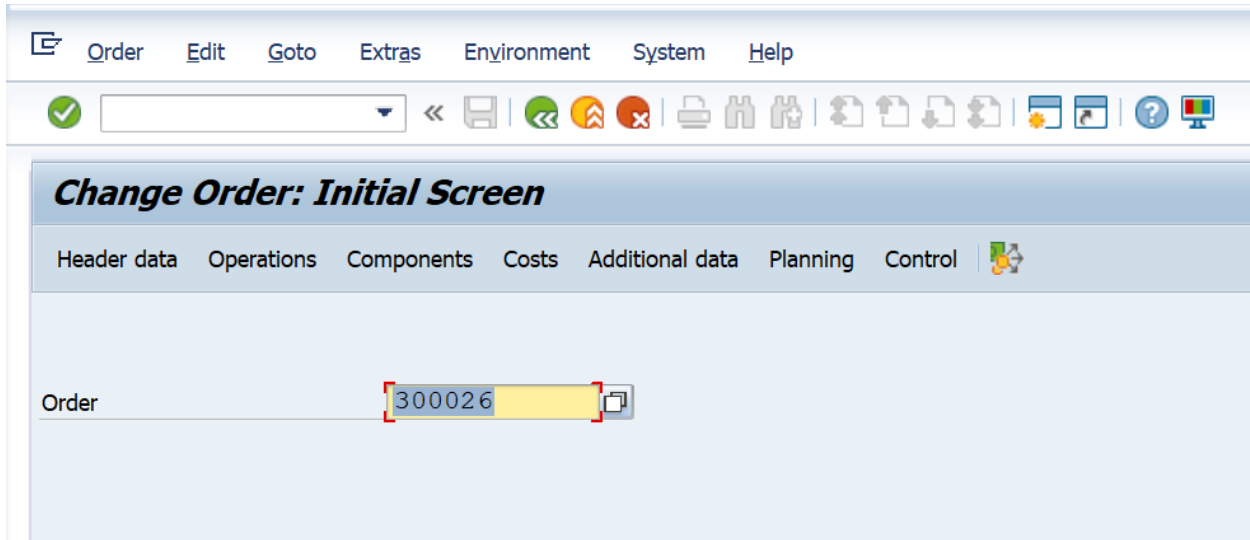 Order Edit Goto Extras Environment System Help
Change Order: Initial Screen
Header data Operations Components Costs Additional data Planning Control
Order 300026